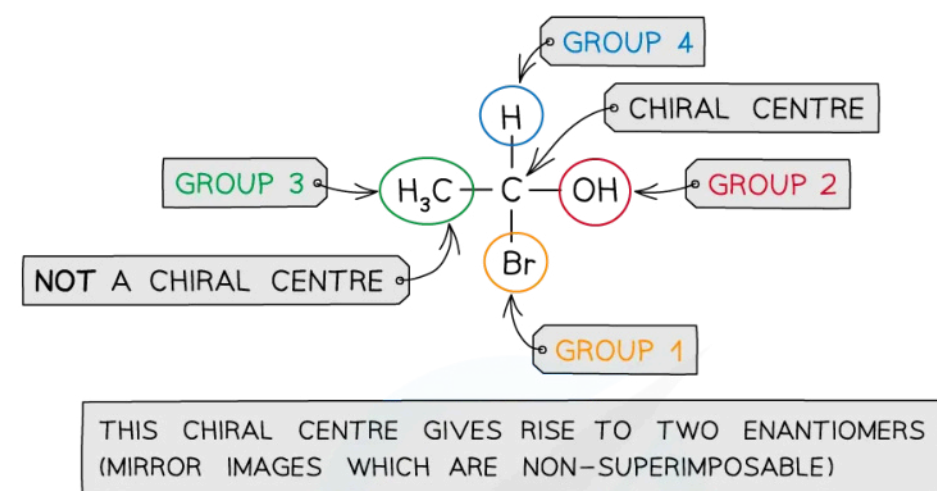 GROUP 4
H
CHIRAL CENTRE
GROUP 3
H₃C
C
OH
GROUP 2
NOT A CHIRAL CENTRE
Br
GROUP 1
THIS CHIRAL CENTRE GIVES RISE TO TWO ENANTIOMERS
(MIRROR IMAGES WHICH ARE NON-SUPERIMPOSABLE)